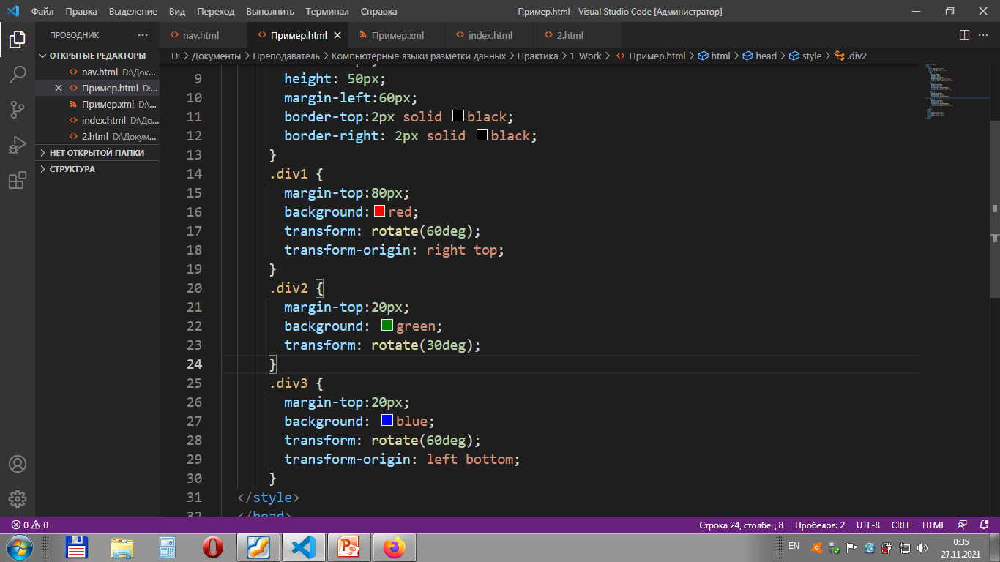 Файл Правка Выделение Вид Переход Выполнить Терминал Справка Пример.html - Visual Studio Code [Администратор]
ПРОВОДНИК ···
nav.html Пример.html Пример.xml index.html 2.html
ОТКРЫТЫЕ РЕДАКТОРЫ
nav.html D:\Док...
Пример.html D:...
Пример.xml D:\...
index.html D:\До...
2.html D:\Докум...
НЕТ ОТКРЫТОЙ ПАПКИ
СТРУКТУРА
D: > Документы > Преподаватель > Компьютерные языки разметки данных > Практика > 1-Work > Пример.html > html > head > style > .div2
9 height: 50px;
10 margin-left:60px;
11 border-top:2px solid black;
12 border-right: 2px solid black;
13 }
14 .div1 {
15 margin-top:80px;
16 background: red;
17 transform: rotate(60deg);
18 transform-origin: right top;
19 }
20 .div2 {
21 margin-top:20px;
22 background: green;
23 transform: rotate(30deg);
24 }
25 .div3 {
26 margin-top:20px;
27 background: blue;
28 transform: rotate(60deg);
29 transform-origin: left bottom;
30 }
31 </style>
32 </head>
0 0 Строка 24, столбец 8 Пробелов: 2 UTF-8 CRLF HTML
EN 0:35
27.11.2021